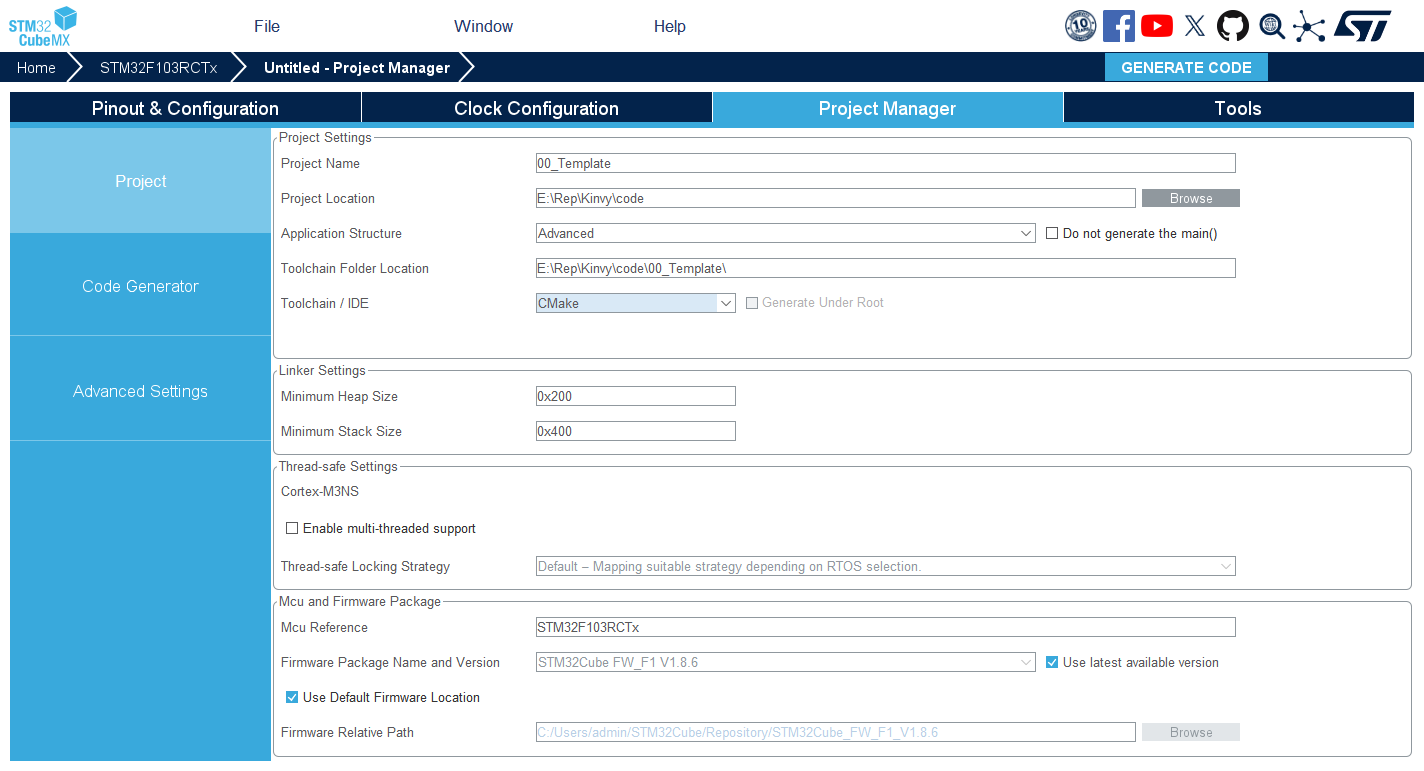 STM32
CubeMX
File Window Help
10 YEARS
Home STM32F103RCTx Untitled - Project Manager GENERATE CODE
Pinout & Configuration Clock Configuration Project Manager Tools
Project
Code Generator
Advanced Settings
Project Settings
Project Name 00_Template
Project Location E:\Rep\Kinvy\code Browse
Application Structure Advanced Do not generate the main()
Toolchain Folder Location E:\Rep\Kinvy\code\00_Template\
Toolchain / IDE CMake Generate Under Root
Linker Settings
Minimum Heap Size 0x200
Minimum Stack Size 0x400
Thread-safe Settings
Cortex-M3NS
Enable multi-threaded support
Thread-safe Locking Strategy Default – Mapping suitable strategy depending on RTOS selection.
Mcu and Firmware Package
Mcu Reference STM32F103RCTx
Firmware Package Name and Version STM32Cube FW_F1 V1.8.6 Use latest available version
Use Default Firmware Location
Firmware Relative Path C:/Users/admin/STM32Cube/Repository/STM32Cube_FW_F1_V1.8.6 Browse